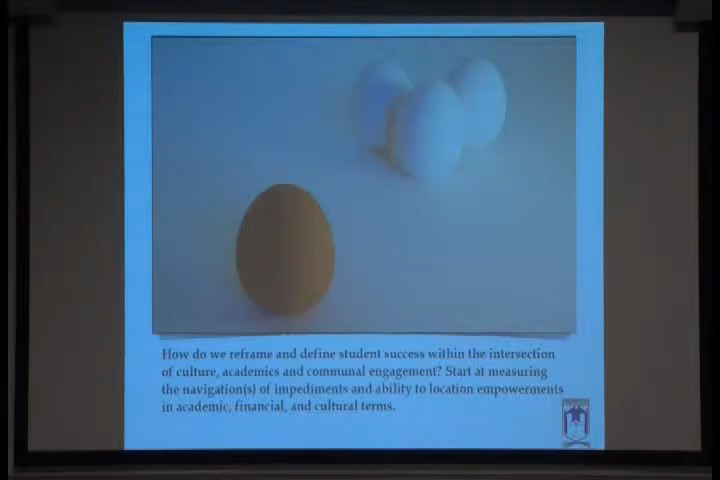 How do we reframe and define student success within the intersection
of culture, academics and communal engagement? Start at measuring
the navigation(s) of impediments and ability to location empowerments
in academic, financial, and cultural terms.